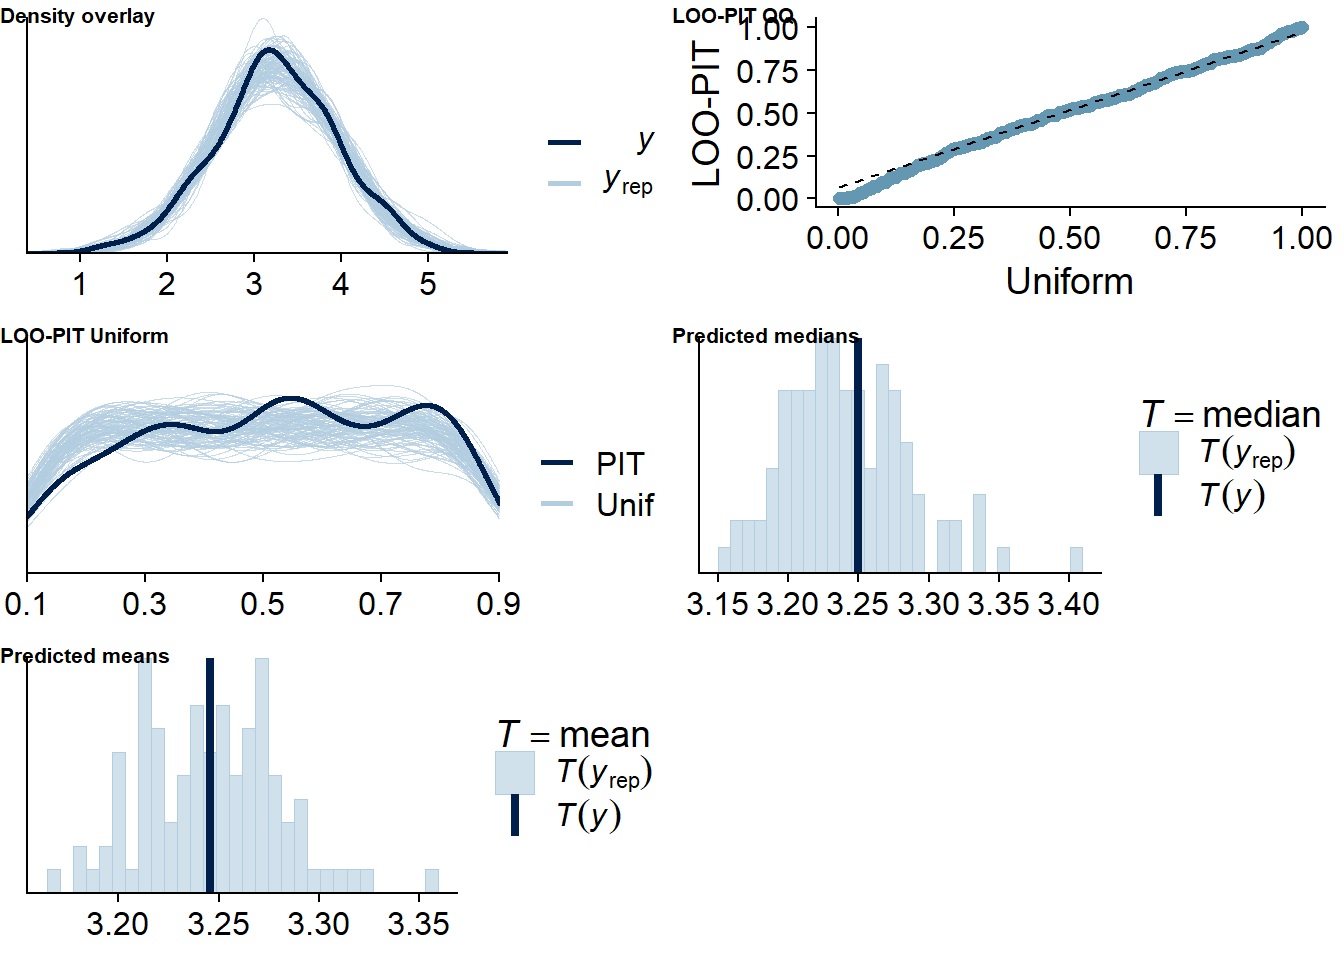 Density overlay
y
yrep
1 2 3 4 5
LOO-PIT QQ
LOO-PIT
1.00
0.75
0.50
0.25
0.00
0.00 0.25 0.50 0.75 1.00
Uniform
LOO-PIT Uniform
PIT
Unif
0.1 0.3 0.5 0.7 0.9
Predicted medians
T = median
T(yrep)
T(y)
3.15 3.20 3.25 3.30 3.35 3.40
Predicted means
T = mean
T(yrep)
T(y)
3.20 3.25 3.30 3.35